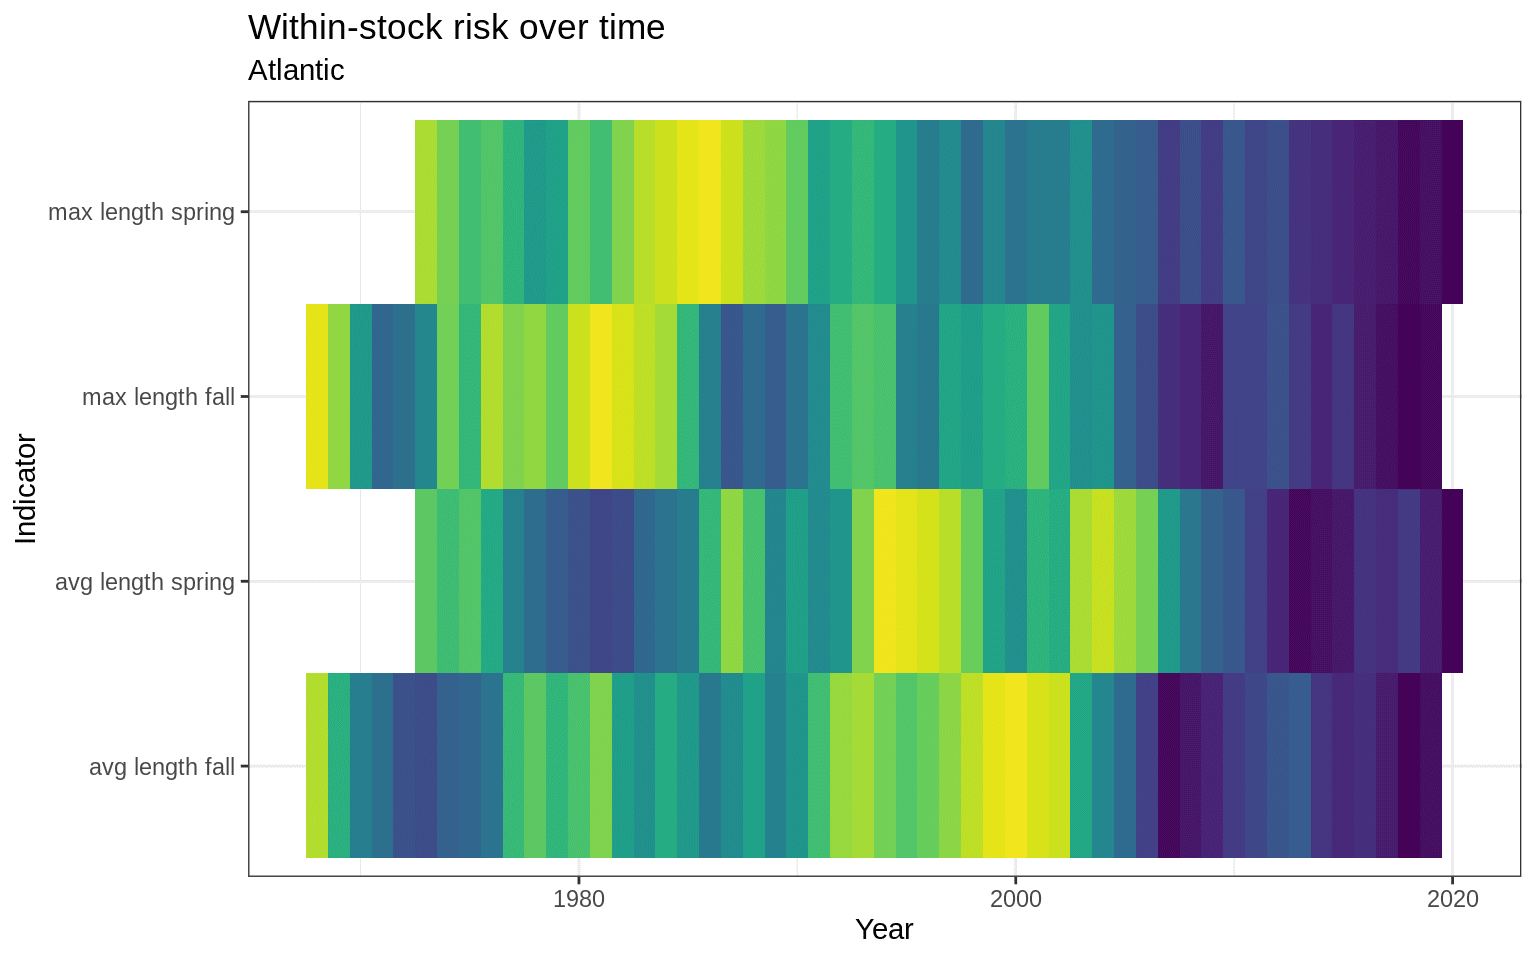 Within-stock risk over time
Atlantic
max length spring
max length fall
avg length spring
avg length fall
Indicator
1980
2000
2020
Year